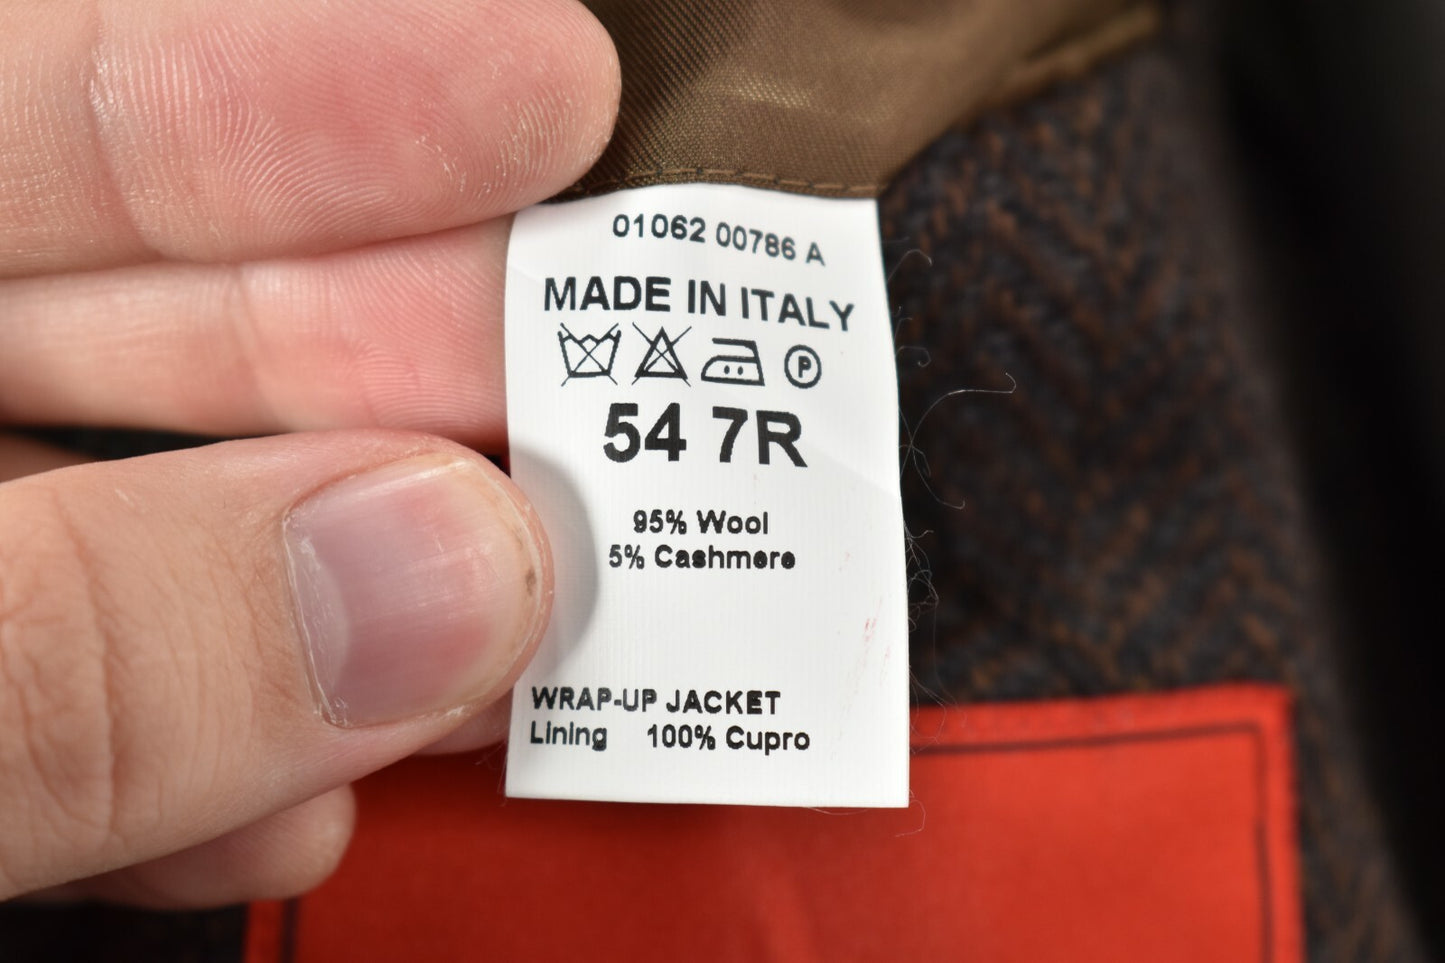 01062 00786 A
MADE IN ITALY
P
54 7R
95% Wool
5% Cashmere
WRAP-UP JACKET
Lining 100% Cupro